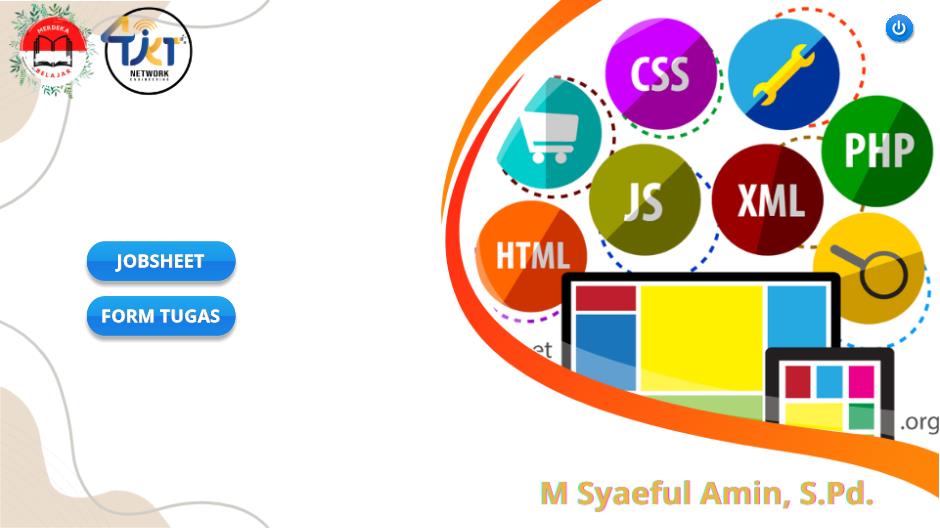 MERDEKA
BELAJAR
TJKT
NETWORK
ENGINEERING
CSS
PHP
JS
XML
HTML
JOBSHEET
FORM TUGAS
et
.org
M Syaeful Amin, S.Pd.